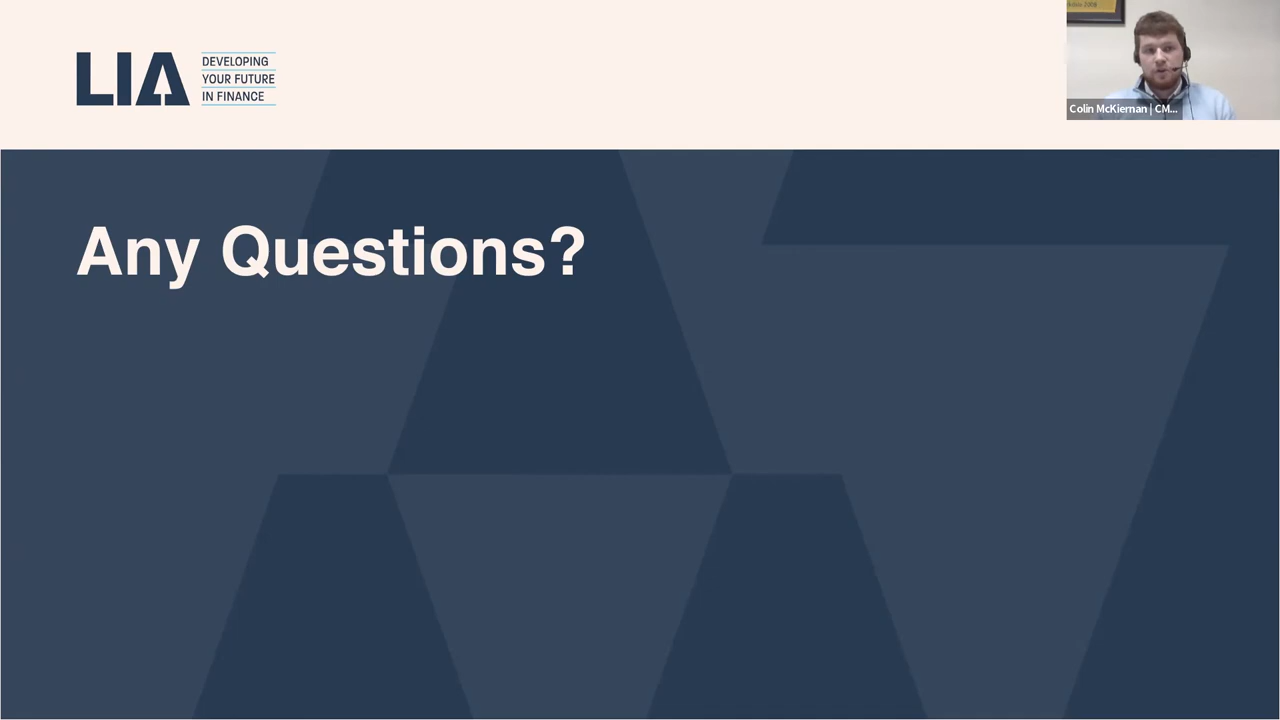 LIA
DEVELOPING
YOUR FUTURE
IN FINANCE
Colin McKiernan | CM...
Any Questions?